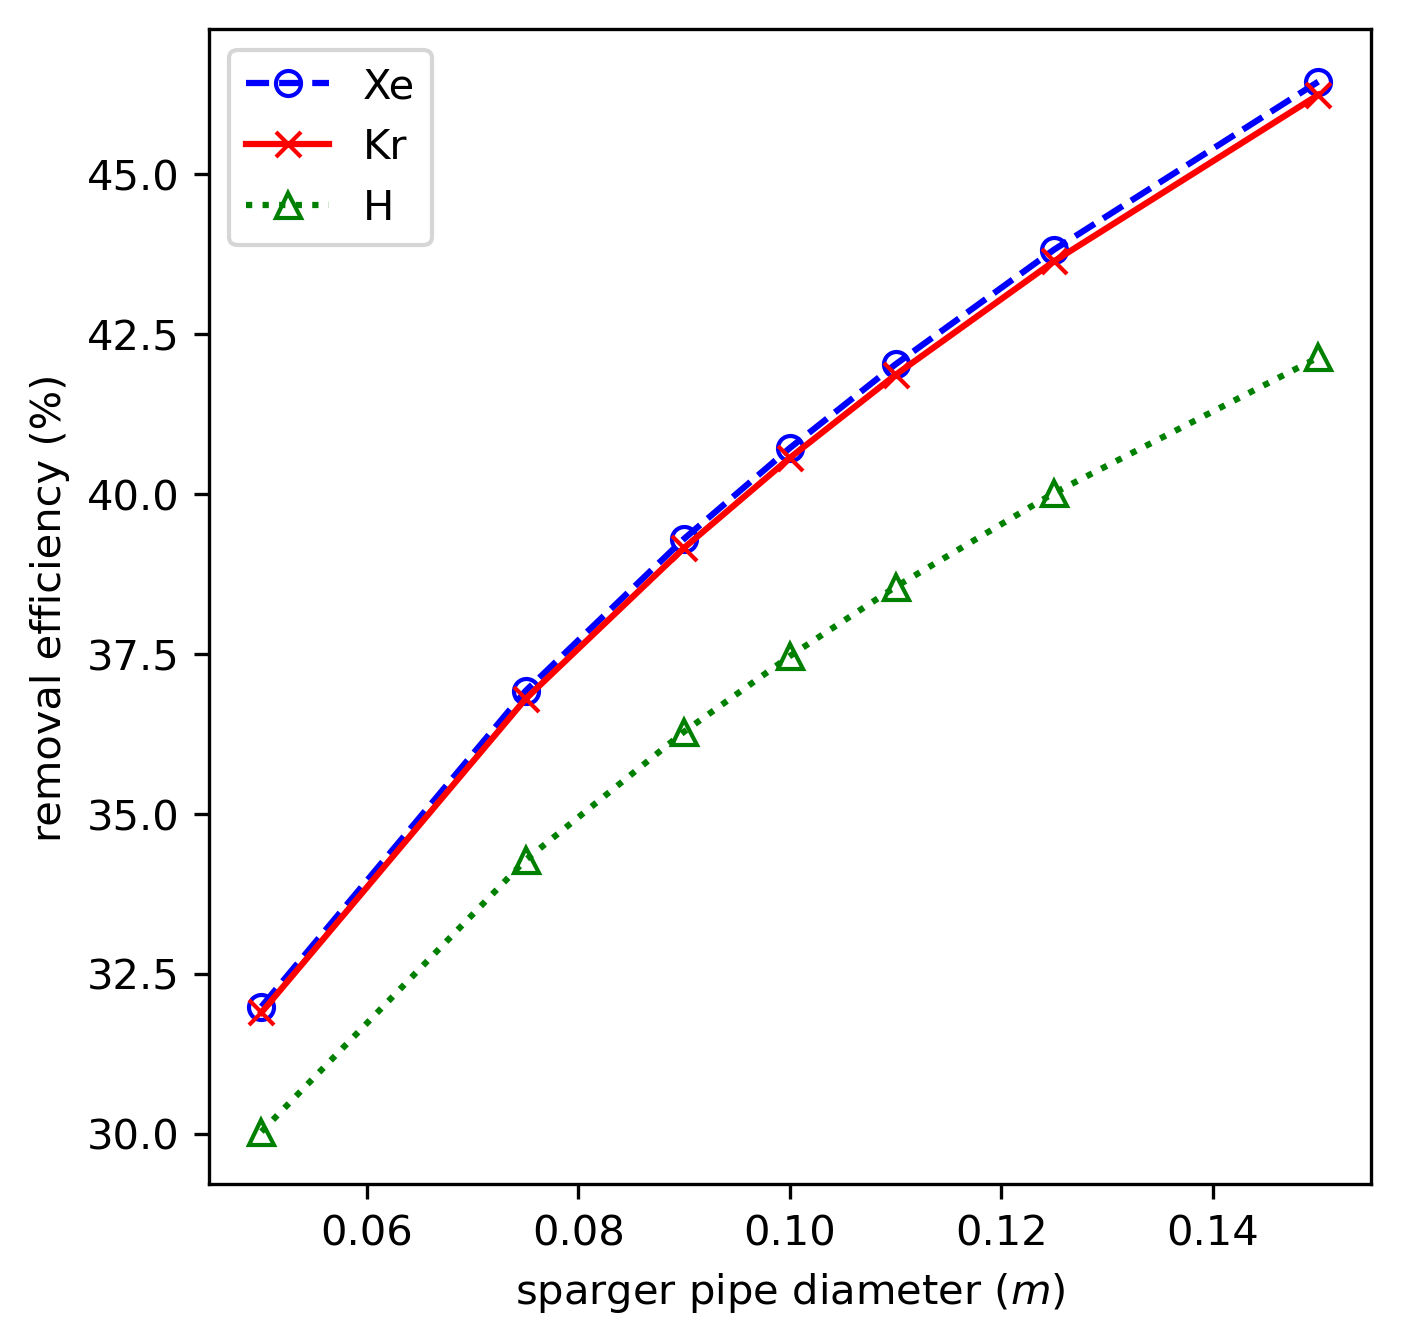 Xe
Kr
H
45.0
42.5
40.0
37.5
35.0
32.5
30.0
removal efficiency (%)
0.06 0.08 0.10 0.12 0.14
sparger pipe diameter (m)